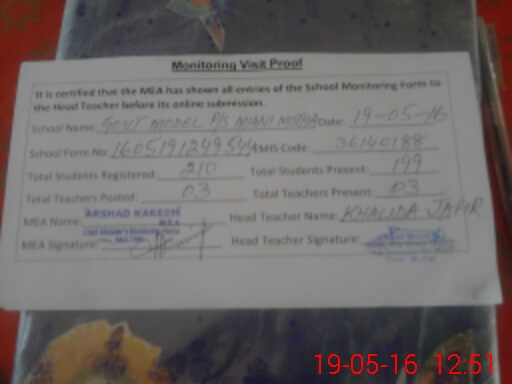 Monitoring Visit Proof
It is certified that the MEA has shown all entries of the School Monitoring Form to
the Head Teacher before its online submission.
School Name: GOVT MODEL P/S MIANI MOTHA Date: 19-05-16
School Form No: EMIS Code: 36140188
Total Students Registered: 210 Total Students Present: 199
Total Teachers Posted: 03 Total Teachers Present: 03
MEA Name: ARSHAD KAREEM Head Teacher Name: KHALIDA JAFIR
M.E.A
MEA Signature: Head Teacher Signature:
19-05-16 12:51